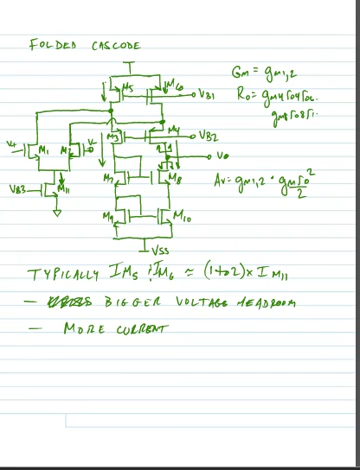 FOLDED CASCODE
M5
M6
VB1
Gm = gm1,2
Ro = gm4 ro4 ro6
gm8 ro8 r
M3
M4
VB2
V+
M1
M2
V-
Vo
VB3
M11
M7
M8
Av = gm1,2 · gm ro²/2
M9
M10
VSS
TYPICALLY IM5 , IM6 ≈ (1 to 2) x IM11
- BIGGER VOLTAGE HEADROOM
- MORE CURRENT